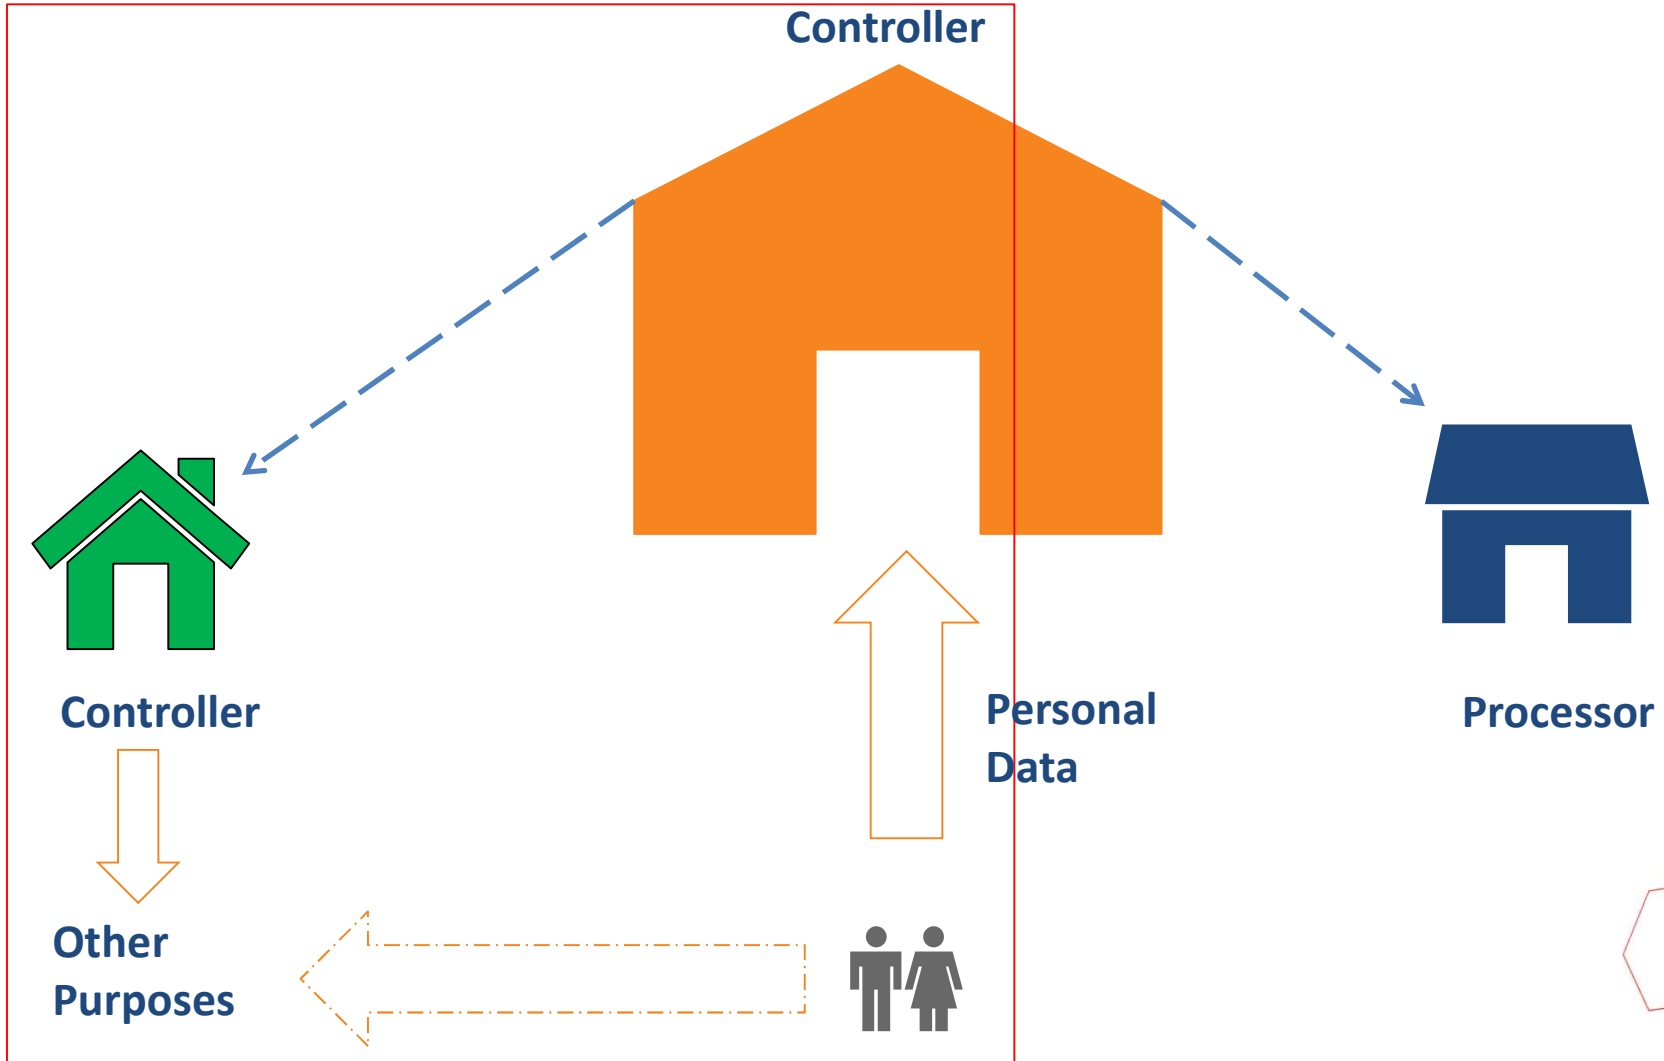 Controller
Controller
Personal
Data
Processor
Other
Purposes